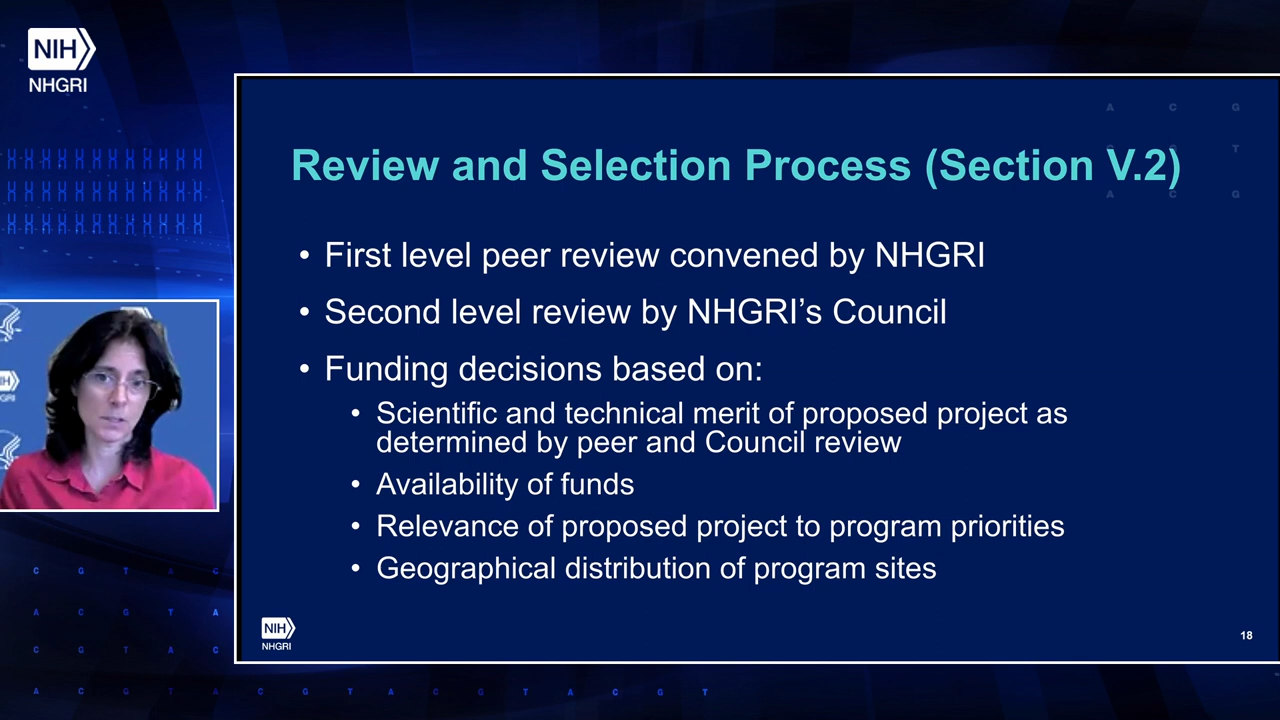 NIH
NHGRI
A C G
Review and Selection Process (Section V.2)
T
A C G
• First level peer review convened by NHGRI
• Second level review by NHGRI’s Council
• Funding decisions based on:
• Scientific and technical merit of proposed project as
determined by peer and Council review
• Availability of funds
• Relevance of proposed project to program priorities
• Geographical distribution of program sites
C G T A C
A C G T A
C G T A C
NIH
NHGRI
18
A C G T A C G T A C G T A C G T